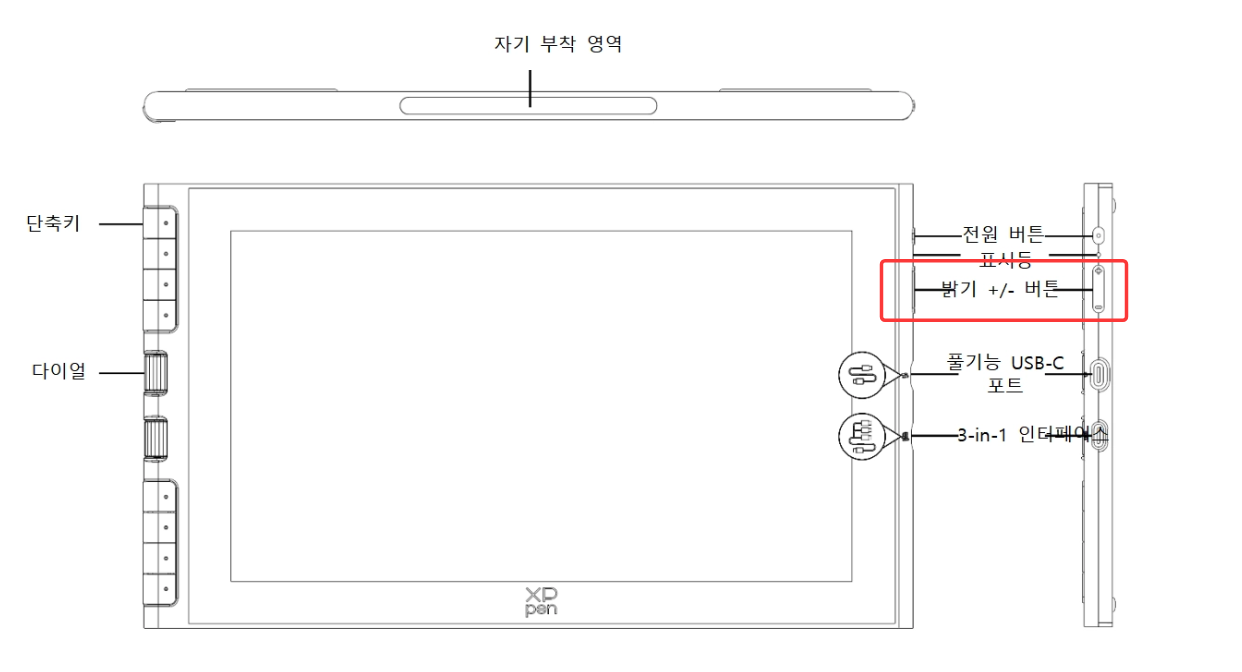 자기 부착 영역
단축키
전원 버튼
표시등
밝기 +/- 버튼
다이얼
풀기능 USB-C
포트
3-in-1 인터페이스
XP
pen